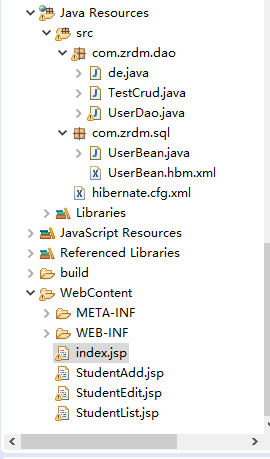 Java Resources
src
com.zrdm.dao
de.java
TestCrud.java
UserDao.java
com.zrdm.sql
UserBean.java
UserBean.hbm.xml
hibernate.cfg.xml
Libraries
JavaScript Resources
Referenced Libraries
build
WebContent
META-INF
WEB-INF
index.jsp
StudentAdd.jsp
StudentEdit.jsp
StudentList.jsp